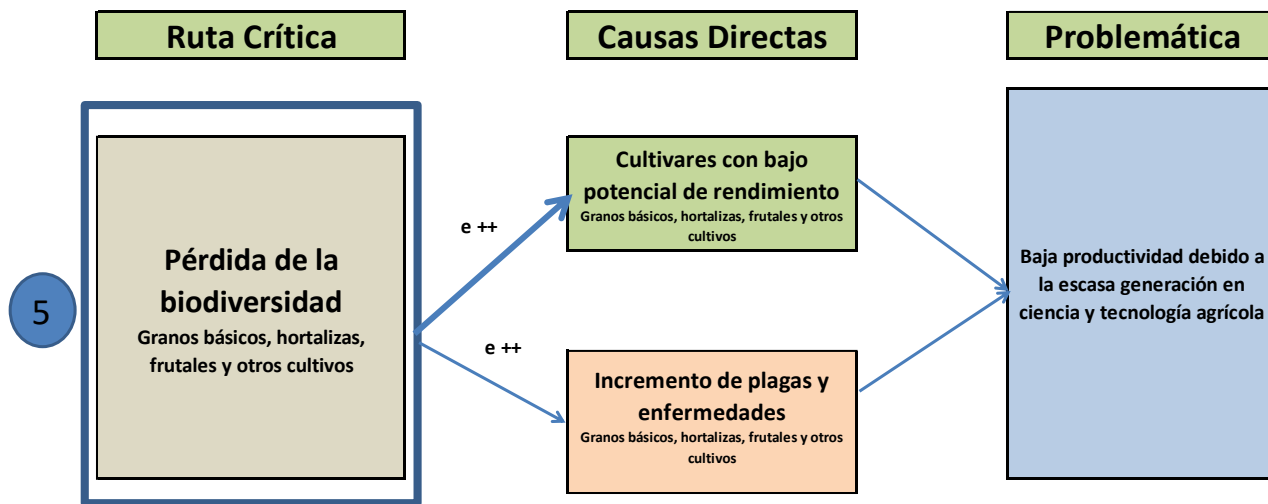 Ruta Crítica
Causas Directas
Problemática
5
Pérdida de la
biodiversidad
Granos básicos, hortalizas,
frutales y otros cultivos
e ++
e ++
Cultivares con bajo
potencial de rendimiento
Granos básicos, hortalizas, frutales y otros
cultivos
Incremento de plagas y
enfermedades
Granos básicos, hortalizas, frutales y otros
cultivos
Baja productividad debido a
la escasa generación en
ciencia y tecnología agrícola